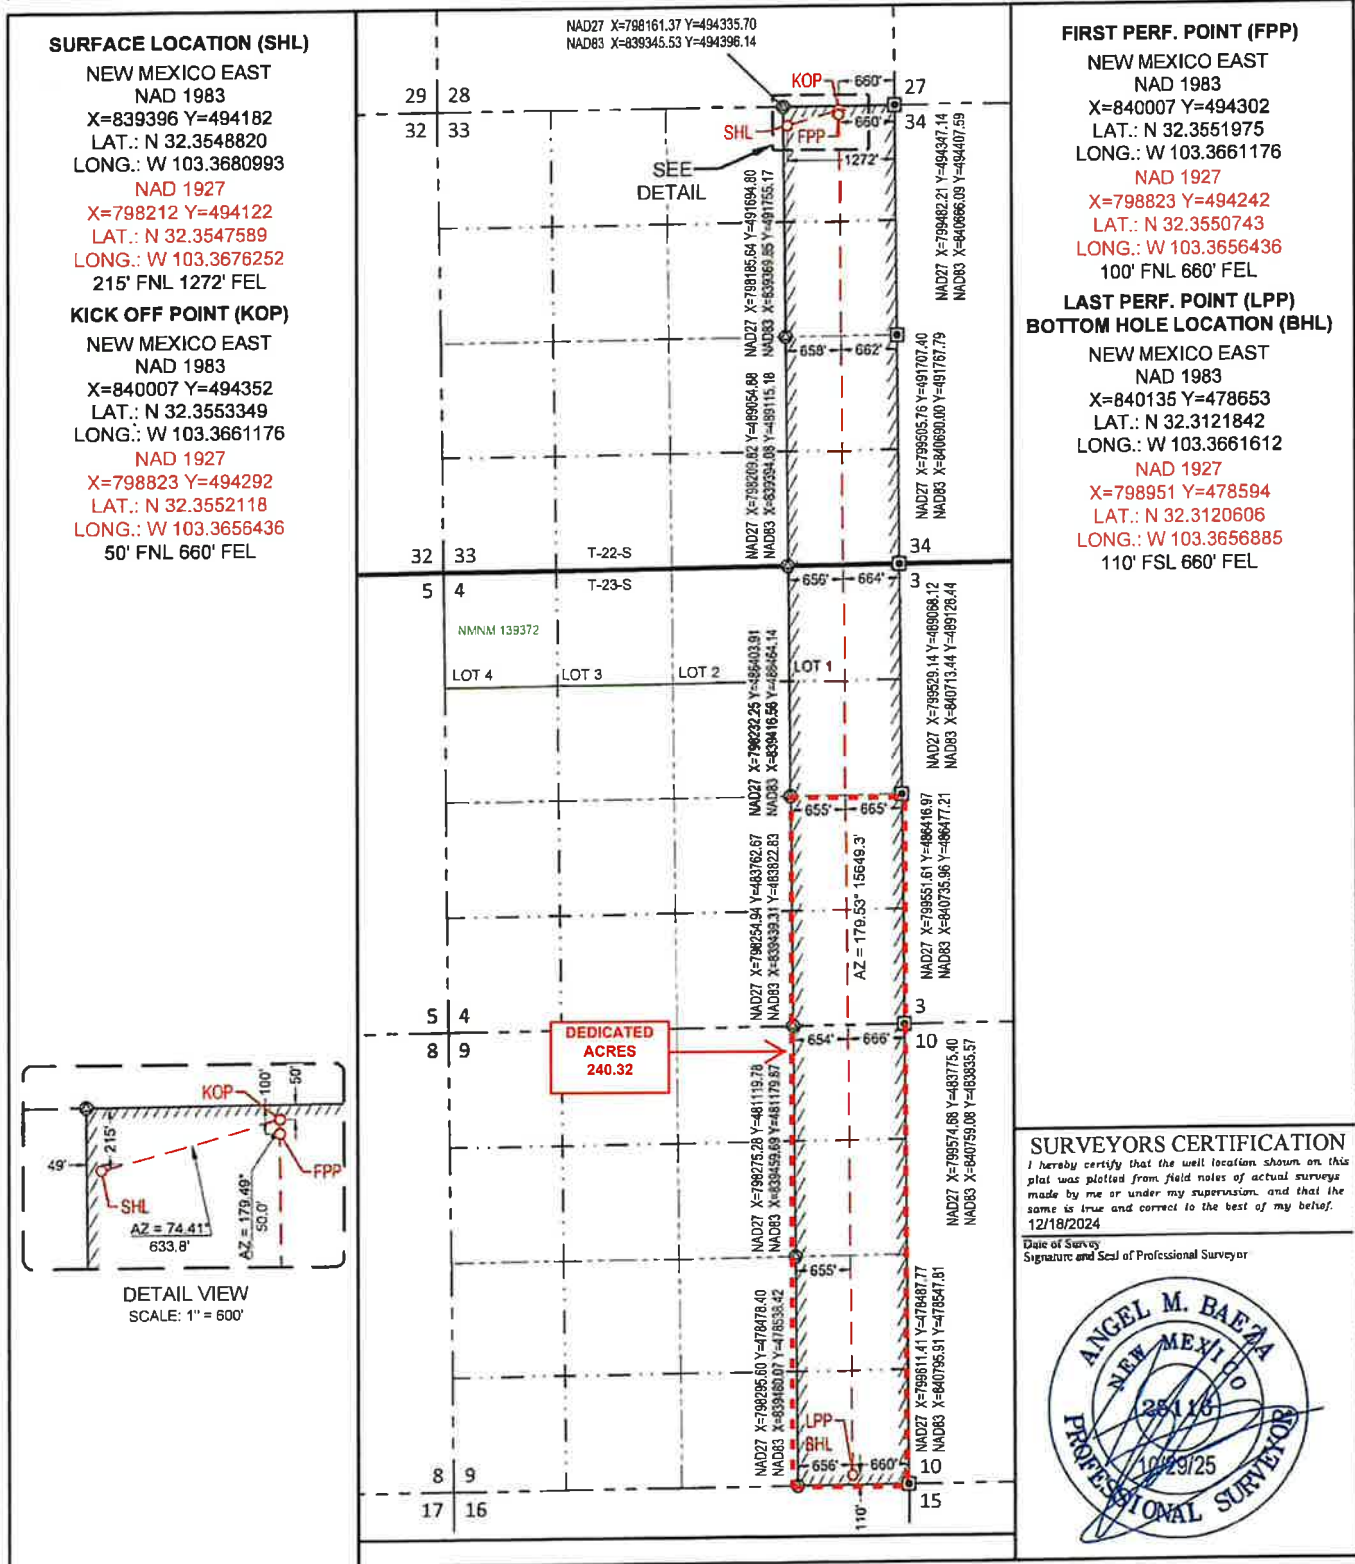 SURFACE LOCATION (SHL)
NEW MEXICO EAST
NAD 1983
X=839396 Y=494182
LAT.: N 32.3548820
LONG.: W 103.3680993
NAD 1927
X=798212 Y=494122
LAT.: N 32.3547589
LONG.: W 103.3676252
215' FNL 1272' FEL
KICK OFF POINT (KOP)
NEW MEXICO EAST
NAD 1983
X=840007 Y=494352
LAT.: N 32.3553349
LONG.: W 103.3661176
NAD 1927
X=798823 Y=494292
LAT.: N 32.3552118
LONG.: W 103.3656436
50' FNL 660' FEL
KOP
100'
50'
215'
49'
SHL
FPP
AZ = 74.41°
633.8'
AZ = 179.49°
50.0'
DETAIL VIEW
SCALE: 1" = 600'
NAD27 X=798161.37 Y=494335.70
NAD83 X=839345.53 Y=494396.14
29 28
32 33
KOP
660'
27
34
SHL
FPP
660'
1272'
SEE
DETAIL
NAD27 X=798185.64 Y=491694.80
NAD83 X=839369.85 Y=491755.17
NAD27 X=799482.21 Y=494347.14
NAD83 X=840666.09 Y=494407.59
658' 662'
NAD27 X=798209.82 Y=489054.88
NAD83 X=839394.08 Y=489115.18
NAD27 X=799505.76 Y=491707.40
NAD83 X=840690.00 Y=491767.79
32 33
T-22-S
34
5 4
T-23-S
656' 664'
3
NMNM 139372
LOT 4
LOT 3
LOT 2
LOT 1
NAD27 X=798232.25 Y=486403.91
NAD83 X=839416.56 Y=486464.14
NAD27 X=799529.14 Y=489068.12
NAD83 X=840713.44 Y=489128.44
655' 665'
AZ = 179.53° 15649.3'
NAD27 X=798254.94 Y=483762.67
NAD83 X=839439.31 Y=483822.83
NAD27 X=799551.61 Y=486416.97
NAD83 X=840735.96 Y=486477.21
5 4
3
8 9
10
DEDICATED
ACRES
240.32
654' 666'
NAD27 X=798275.28 Y=481119.78
NAD83 X=839459.69 Y=481179.87
NAD27 X=799574.88 Y=483775.40
NAD83 X=840759.08 Y=483835.57
655'
NAD27 X=798295.60 Y=478478.40
NAD83 X=839480.07 Y=478538.42
NAD27 X=799611.41 Y=478487.77
NAD83 X=840795.91 Y=478547.81
LPP
BHL
656' 660'
8 9
10
17 16
15
110'
FIRST PERF. POINT (FPP)
NEW MEXICO EAST
NAD 1983
X=840007 Y=494302
LAT.: N 32.3551975
LONG.: W 103.3661176
NAD 1927
X=798823 Y=494242
LAT.: N 32.3550743
LONG.: W 103.3656436
100' FNL 660' FEL
LAST PERF. POINT (LPP)
BOTTOM HOLE LOCATION (BHL)
NEW MEXICO EAST
NAD 1983
X=840135 Y=478653
LAT.: N 32.3121842
LONG.: W 103.3661612
NAD 1927
X=798951 Y=478594
LAT.: N 32.3120606
LONG.: W 103.3656885
110' FSL 660' FEL
SURVEYORS CERTIFICATION
I hereby certify that the well location shown on this
plat was plotted from field notes of actual surveys
made by me or under my supervision, and that the
same is true and correct to the best of my belief.
12/18/2024
Date of Survey
Signature and Seal of Professional Surveyor
ANGEL M. BAEZA
NEW MEXICO
25116
10/29/25
PROFESSIONAL SURVEYOR